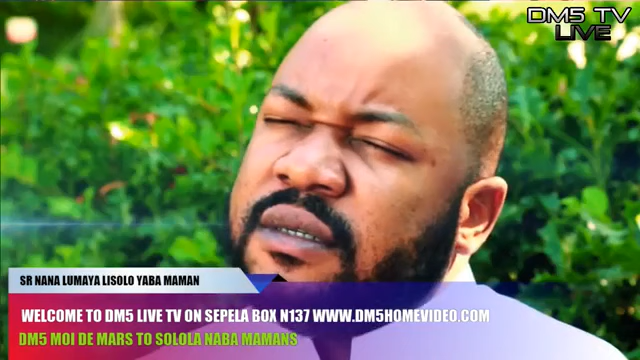 DM5 TV
LIVE
SR NANA LUMAYA LISOLO YABA MAMAN
WELCOME TO DM5 LIVE TV ON SEPELA BOX N137 WWW.DM5HOMEVIDEO.COM
DM5 MOI DE MARS TO SOLOLA NABA MAMANS